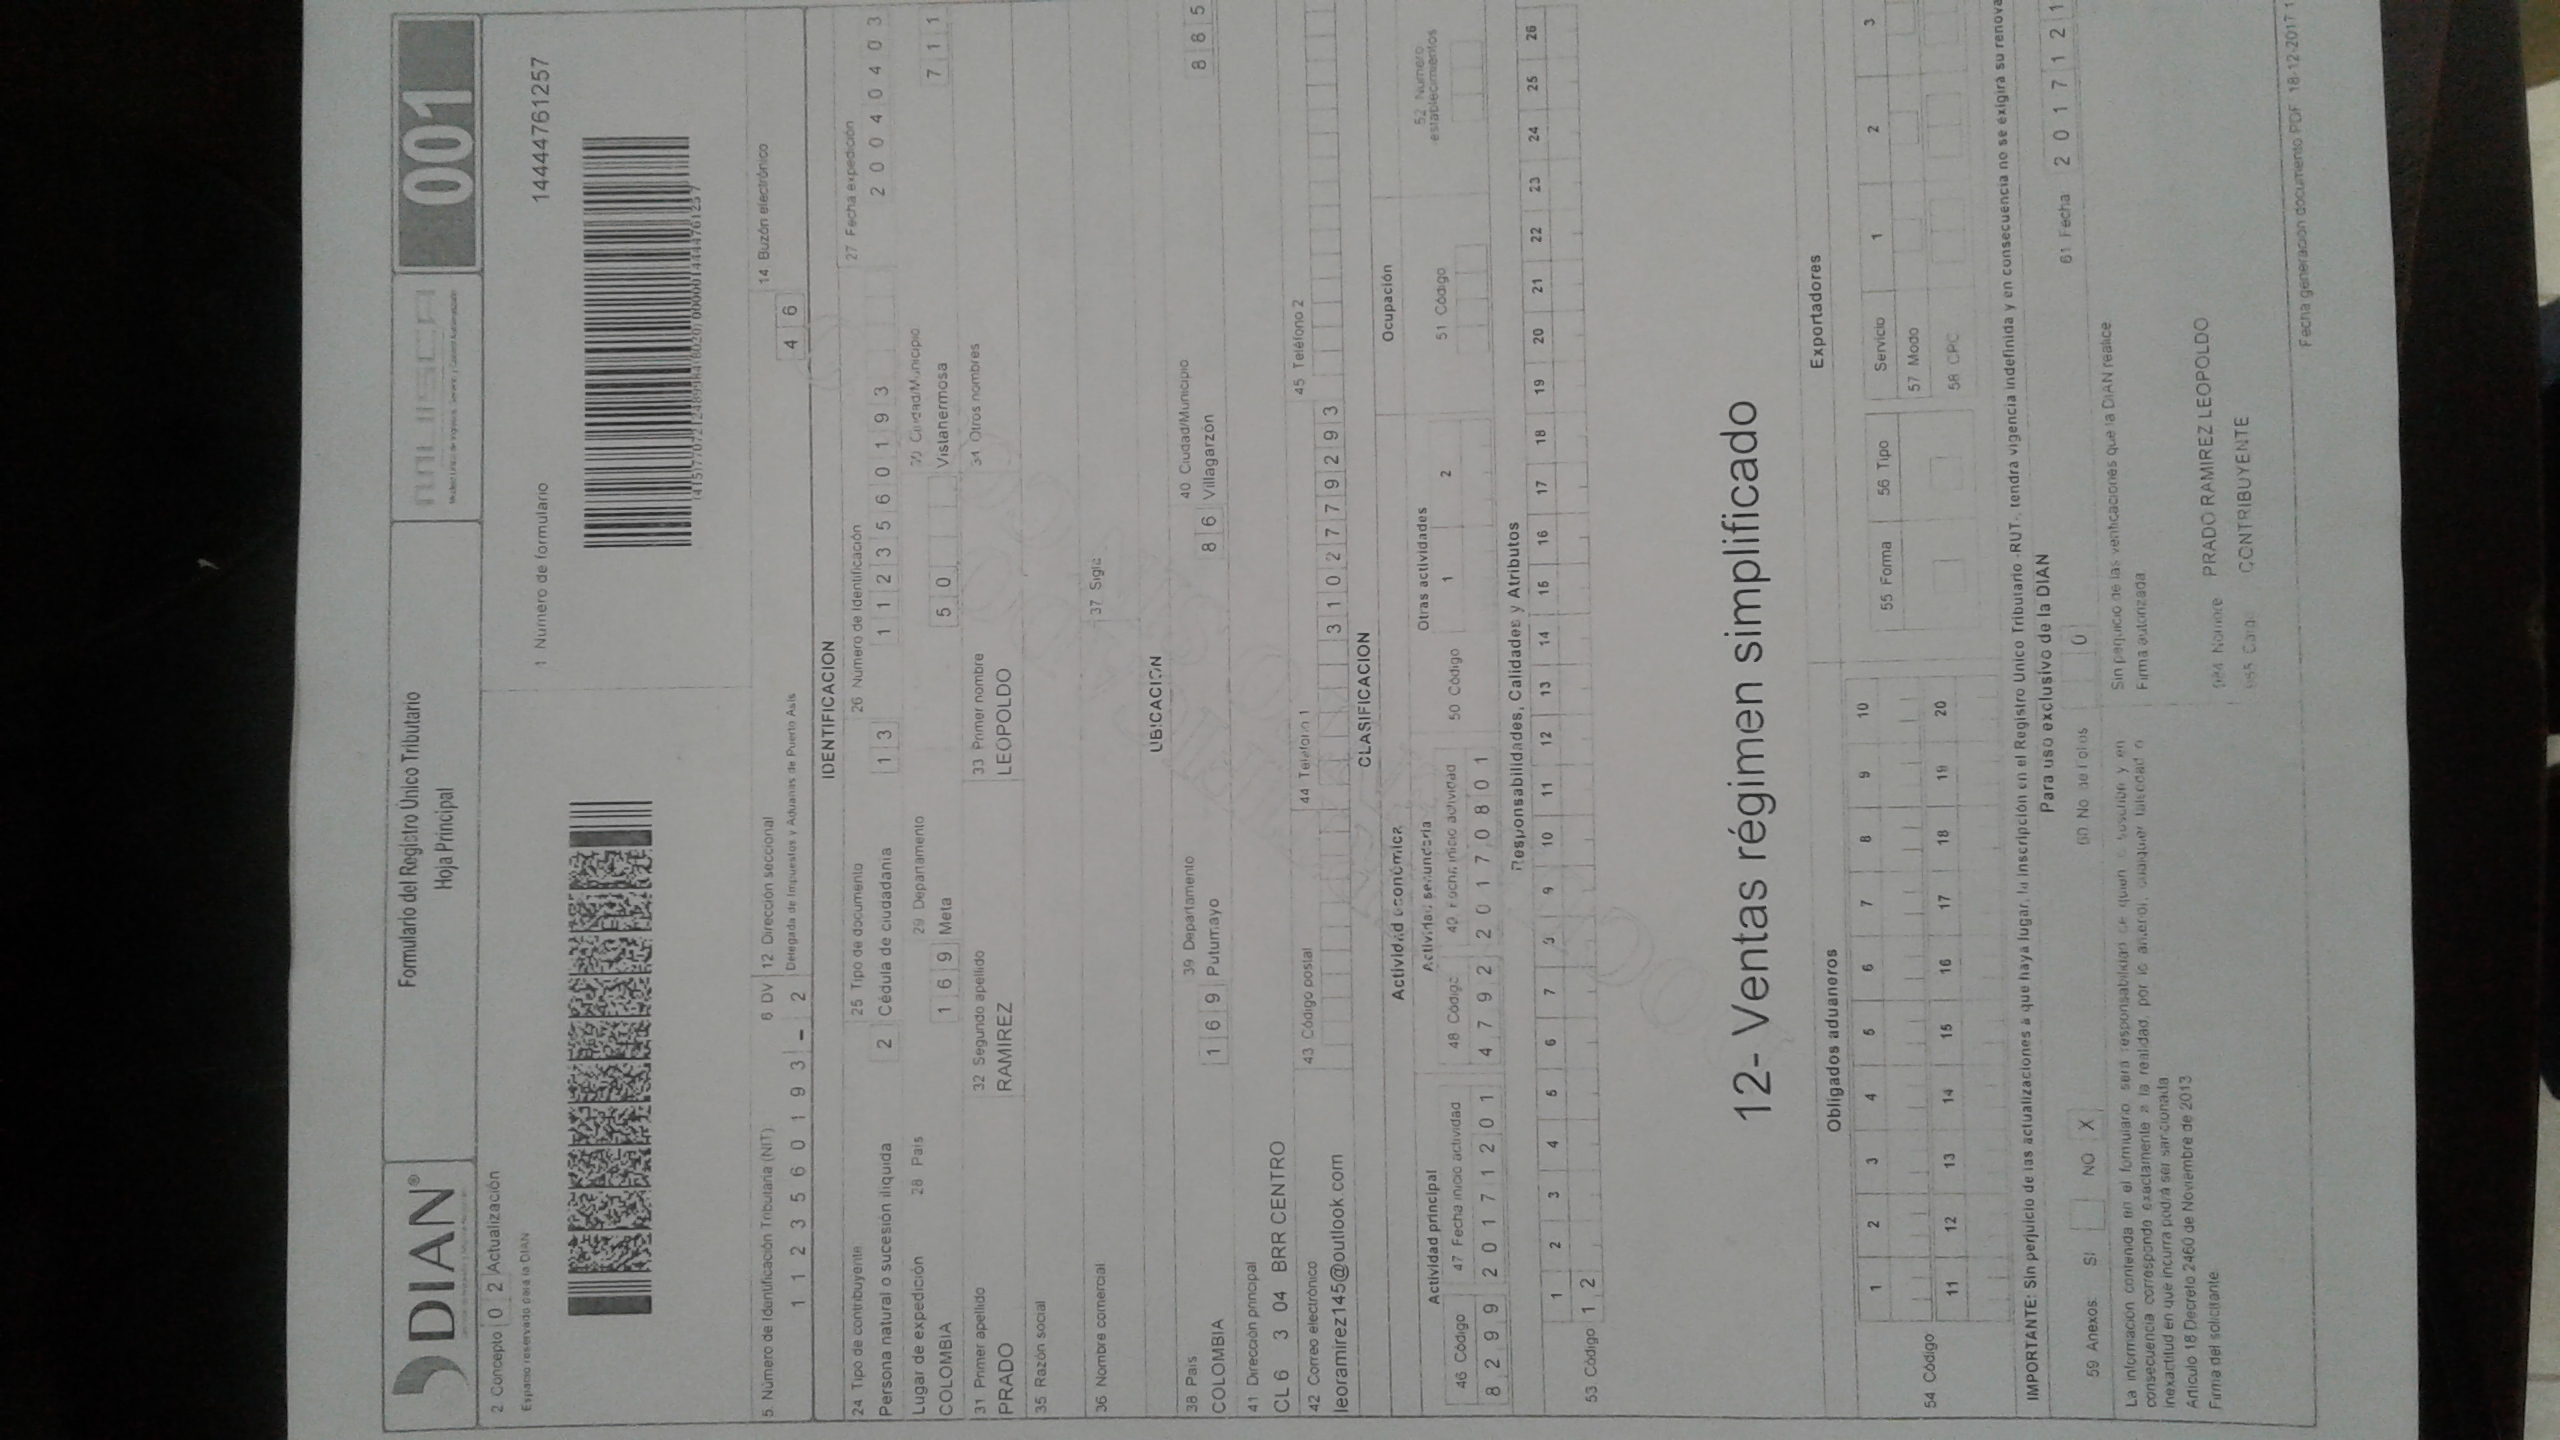 DIAN®
Formulario del Registro Único Tributario
Hoja Principal
MUISCA
Modelo Único de Ingresos, Servicio y Control Automatizado
001
2. Concepto 0 2 Actualización
Espacio reservado para la DIAN
1. Número de formulario 14444761257
(415)7707212489984(8020) 0000014444761257
5. Número de Identificación Tributaria (NIT) 6. DV 12. Dirección seccional 14. Buzón electrónico
1 1 2 3 5 6 0 1 9 3 - 2 Delegada de Impuestos y Aduanas de Puerto Asís 4 6
IDENTIFICACION
24. Tipo de contribuyente 25. Tipo de documento 26. Número de Identificación 27. Fecha expedición
Persona natural o sucesión ilíquida 2 Cédula de ciudadanía 1 3 1 1 2 3 5 6 0 1 9 3 2 0 0 4 0 4 0 3
Lugar de expedición 28. País 29. Departamento 30. Ciudad/Municipio
COLOMBIA 1 6 9 Meta 5 0 Vistahermosa 7 1 1
31. Primer apellido 32. Segundo apellido 33. Primer nombre 34. Otros nombres
PRADO RAMIREZ LEOPOLDO
35. Razón social
36. Nombre comercial 37. Sigla
UBICACION
38. País 39. Departamento 40. Ciudad/Municipio
COLOMBIA 1 6 9 Putumayo 8 6 Villagarzón 8 8 5
41. Dirección principal
CL 6 3 04 BRR CENTRO
42. Correo electrónico 43. Código postal 44. Teléfono 1 45. Teléfono 2
leoramirez145@outlook.com 3 1 0 2 7 7 9 2 9 3
CLASIFICACION
Actividad económica Ocupación
Actividad principal Actividad secundaria Otras actividades 52. Número establecimientos
46. Código 47. Fecha inicio actividad 48. Código 49. Fecha inicio actividad 50. Código 1 2 51. Código
8 2 9 9 2 0 1 7 1 2 0 1 4 7 9 2 2 0 1 7 0 8 0 1
Responsabilidades, Calidades y Atributos
1 2 3 4 5 6 7 8 9 10 11 12 13 14 15 16 17 18 19 20 21 22 23 24 25 26
53. Código 1 2
12- Ventas régimen simplificado
Obligados aduaneros Exportadores
1 2 3 4 5 6 7 8 9 10
55. Forma 56. Tipo Servicio 1 2 3
54. Código 57. Modo
11 12 13 14 15 16 17 18 19 20
58. CPC
IMPORTANTE: Sin perjuicio de las actualizaciones a que haya lugar, la inscripción en el Registro Único Tributario -RUT-, tendrá vigencia indefinida y en consecuencia no se exigirá su renova
Para uso exclusivo de la DIAN
59. Anexos: SI NO X 60. No. de Folios: 0 61. Fecha 2 0 1 7 1 2 1
La información contenida en el formulario, será responsabilidad de quien lo suscribe y en
consecuencia corresponde exactamente a la realidad, por lo anterior, cualquier falsedad o
inexactitud en que incurra podrá ser sancionada.
Artículo 18 Decreto 2460 de Noviembre de 2013
Firma del solicitante:
Sin perjuicio de las verificaciones que la DIAN realice.
Firma autorizada:
984. Nombre PRADO RAMIREZ LEOPOLDO
985. Cargo CONTRIBUYENTE
Fecha generación documento PDF: 18-12-2017 1